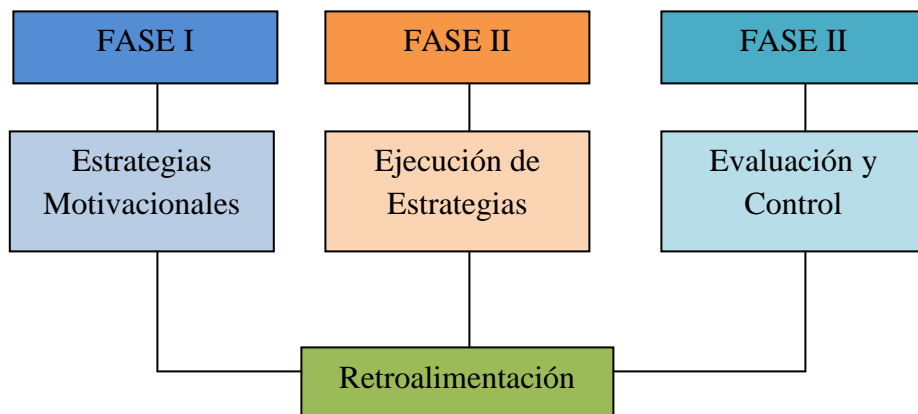 FASE I
FASE II
FASE II
Estrategias
Motivacionales
Ejecución de
Estrategias
Evaluación y
Control
Retroalimentación